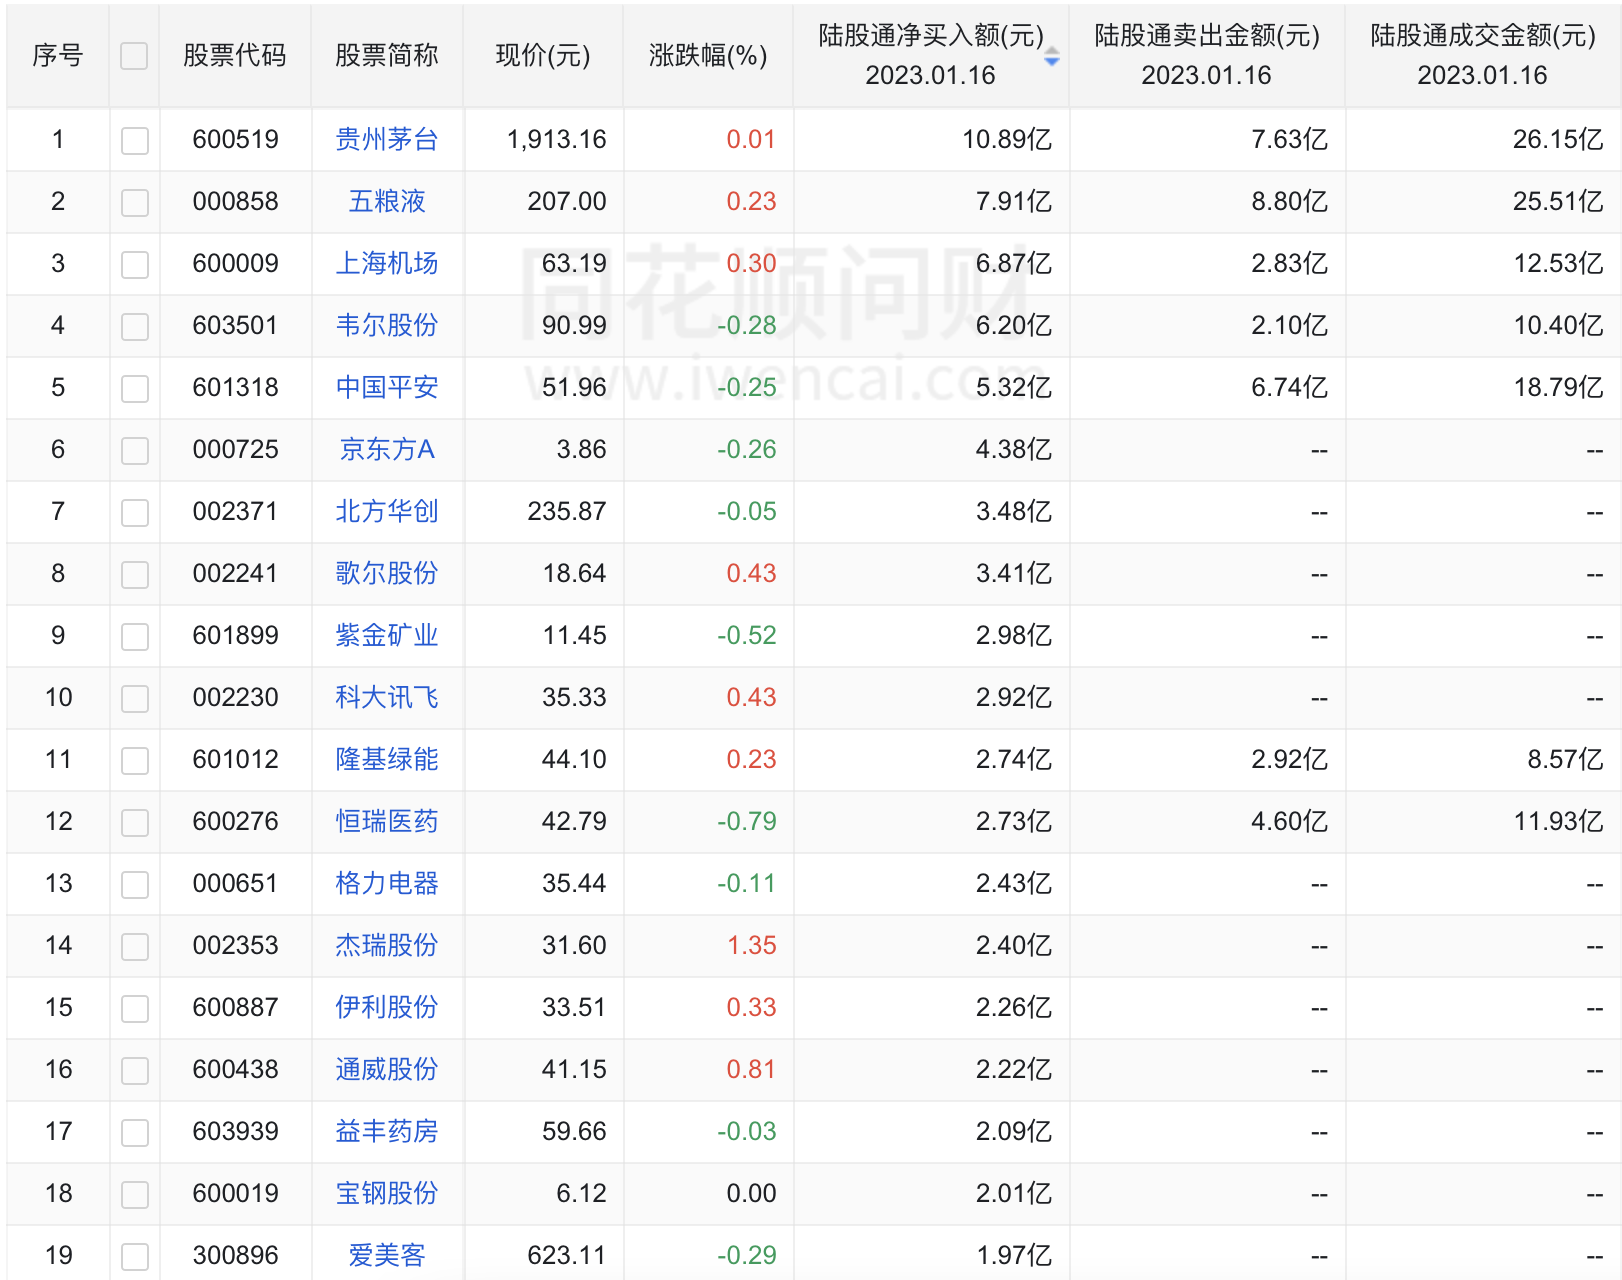 序号 股票代码 股票简称 现价(元) 涨跌幅(%) 陆股通净买入额(元) 2023.01.16 陆股通卖出金额(元) 2023.01.16 陆股通成交金额(元) 2023.01.16
1 600519 贵州茅台 1,913.16 0.01 10.89亿 7.63亿 26.15亿
2 000858 五粮液 207.00 0.23 7.91亿 8.80亿 25.51亿
3 600009 上海机场 63.19 0.30 6.87亿 2.83亿 12.53亿
同花顺问财
4 603501 韦尔股份 90.99 -0.28 6.20亿 2.10亿 10.40亿
www.iwencai.com
5 601318 中国平安 51.96 -0.25 5.32亿 6.74亿 18.79亿
6 000725 京东方A 3.86 -0.26 4.38亿 -- --
7 002371 北方华创 235.87 -0.05 3.48亿 -- --
8 002241 歌尔股份 18.64 0.43 3.41亿 -- --
9 601899 紫金矿业 11.45 -0.52 2.98亿 -- --
10 002230 科大讯飞 35.33 0.43 2.92亿 -- --
11 601012 隆基绿能 44.10 0.23 2.74亿 2.92亿 8.57亿
12 600276 恒瑞医药 42.79 -0.79 2.73亿 4.60亿 11.93亿
13 000651 格力电器 35.44 -0.11 2.43亿 -- --
14 002353 杰瑞股份 31.60 1.35 2.40亿 -- --
15 600887 伊利股份 33.51 0.33 2.26亿 -- --
16 600438 通威股份 41.15 0.81 2.22亿 -- --
17 603939 益丰药房 59.66 -0.03 2.09亿 -- --
18 600019 宝钢股份 6.12 0.00 2.01亿 -- --
19 300896 爱美客 623.11 -0.29 1.97亿 -- --